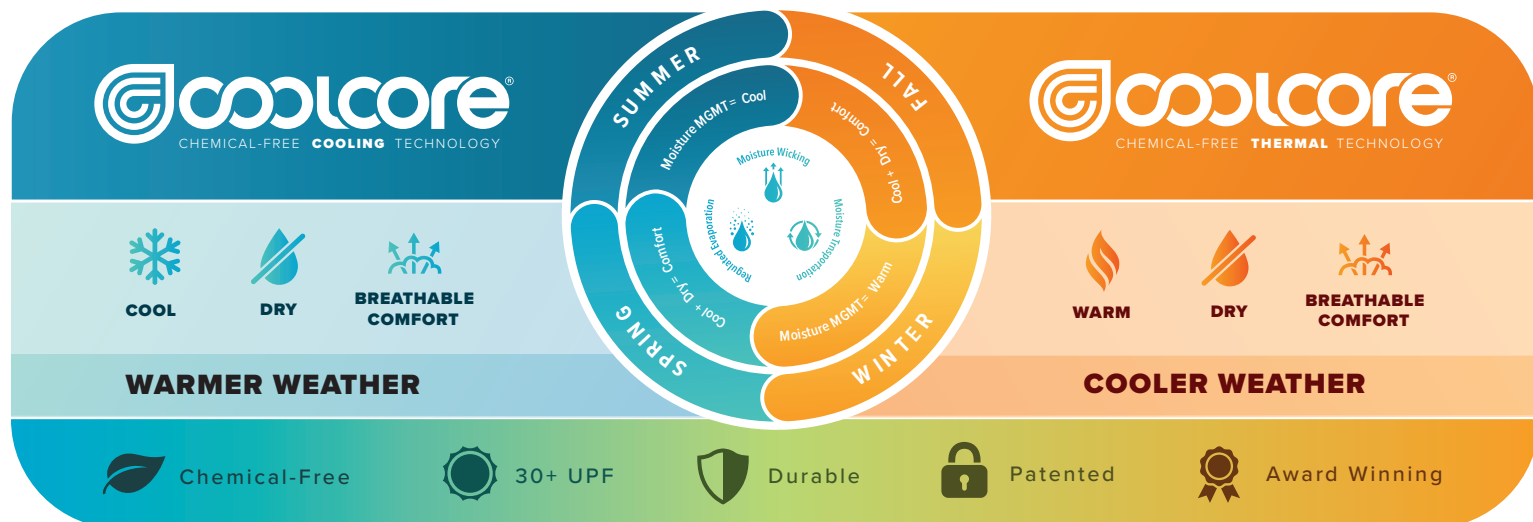 coolcore®
CHEMICAL-FREE COOLING TECHNOLOGY
COOL
DRY
BREATHABLE
COMFORT
WARMER WEATHER
SUMMER
FALL
WINTER
SPRING
Moisture MGMT= Cool
Cool + Dry = Comfort
Moisture MGMT= Warm
Cool + Dry = Comfort
Moisture Wicking
Moisture Trsportation
Regulated Evaporation
coolcore®
CHEMICAL-FREE THERMAL TECHNOLOGY
WARM
DRY
BREATHABLE
COMFORT
COOLER WEATHER
Chemical-Free
30+ UPF
Durable
Patented
Award Winning